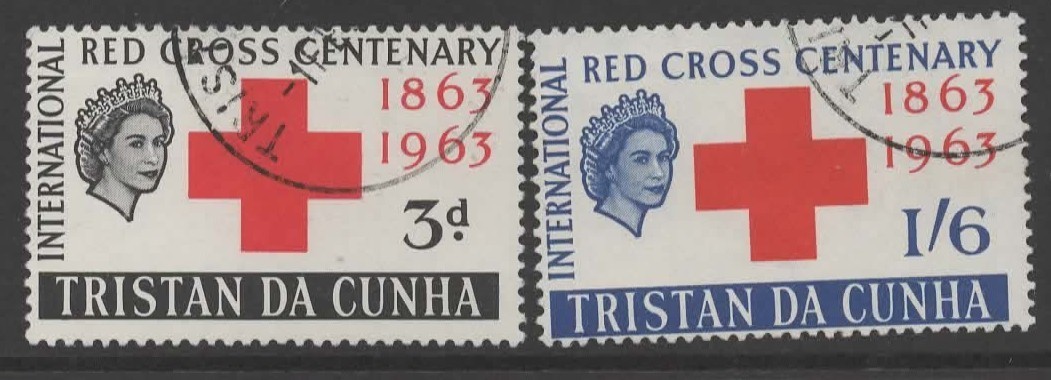 INTERNATIONAL
RED CROSS CENTENARY
1863
1963
3d.
TRISTAN DA CUNHA
TRIS
INTERNATIONAL
RED CROSS CENTENARY
1863
1963
1/6
TRISTAN DA CUNHA